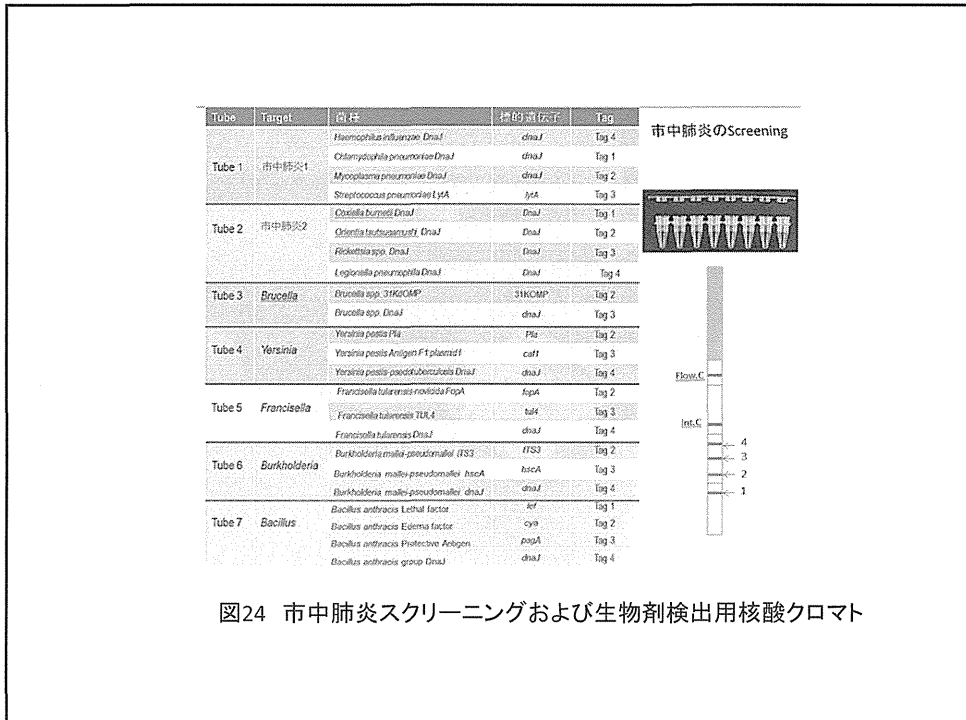 Tube Target 菌種 標的遺伝子 Tag
Tube 1 市中肺炎1
Haemophilus influenzae DnaJ dnaJ Tag 4
Chlamydophila pneumoniae DnaJ dnaJ Tag 1
Mycoplasma pneumoniae DnaJ dnaJ Tag 2
Streptococcus pneumoniae LytA lytA Tag 3
Tube 2 市中肺炎2
Coxiella burnetii DnaJ DnaJ Tag 1
Orientia tsutsugamushi DnaJ DnaJ Tag 2
Rickettsia spp. DnaJ DnaJ Tag 3
Legionella pneumophila DnaJ DnaJ Tag 4
Tube 3 Brucella
Brucella spp. 31KdOMP 31KOMP Tag 2
Brucella spp. DnaJ dnaJ Tag 3
Tube 4 Yersinia
Yersinia pestis Pla Pla Tag 2
Yersinia pestis Antigen F1 plasmid1 caf1 Tag 3
Yersinia pestis-pseudotuberculosis DnaJ dnaJ Tag 4
Tube 5 Francisella
Francisella tularensis-novicida FopA fopA Tag 2
Francisella tularensis TUL4 tul4 Tag 3
Francisella tularensis DnaJ dnaJ Tag 4
Tube 6 Burkholderia
Burkholderia mallei-pseudomallei ITS3 ITS3 Tag 2
Burkholderia mallei-pseudomallei hscA hscA Tag 3
Burkholderia mallei-pseudomallei dnaJ dnaJ Tag 4
Tube 7 Bacillus
Bacillus anthracis Lethal factor lef Tag 1
Bacillus anthracis Edema factor cya Tag 2
Bacillus anthracis Protective Antigen pagA Tag 3
Bacillus anthracis group DnaJ dnaJ Tag 4
市中肺炎のScreening
Flow.C
Int.C
4
3
2
1
図24 市中肺炎スクリーニングおよび生物剤検出用核酸クロマト